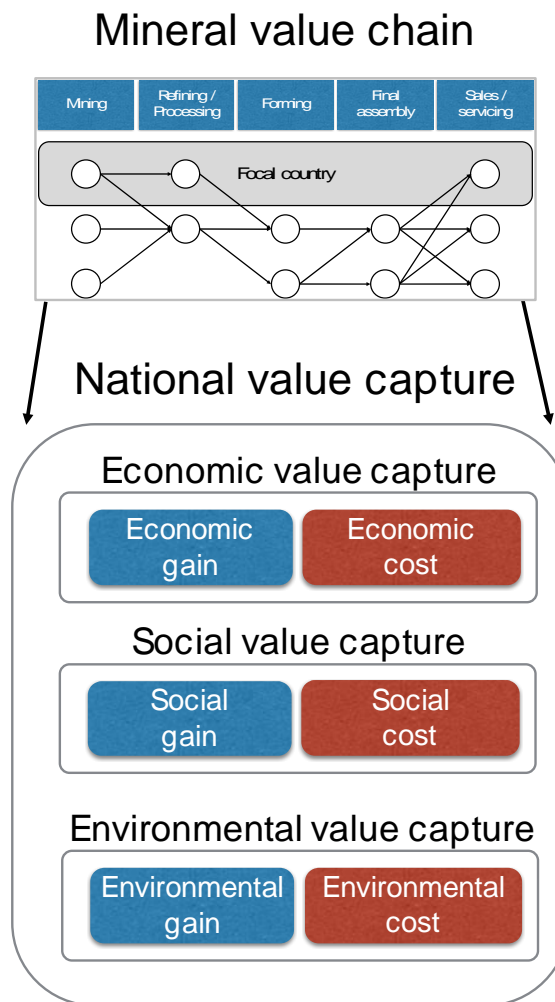 Mineral value chain
Mining
Refining /
Processing
Forming
Final
assembly
Sales /
servicing
Focal country
National value capture
Economic value capture
Economic
gain
Economic
cost
Social value capture
Social
gain
Social
cost
Environmental value capture
Environmental
gain
Environmental
cost